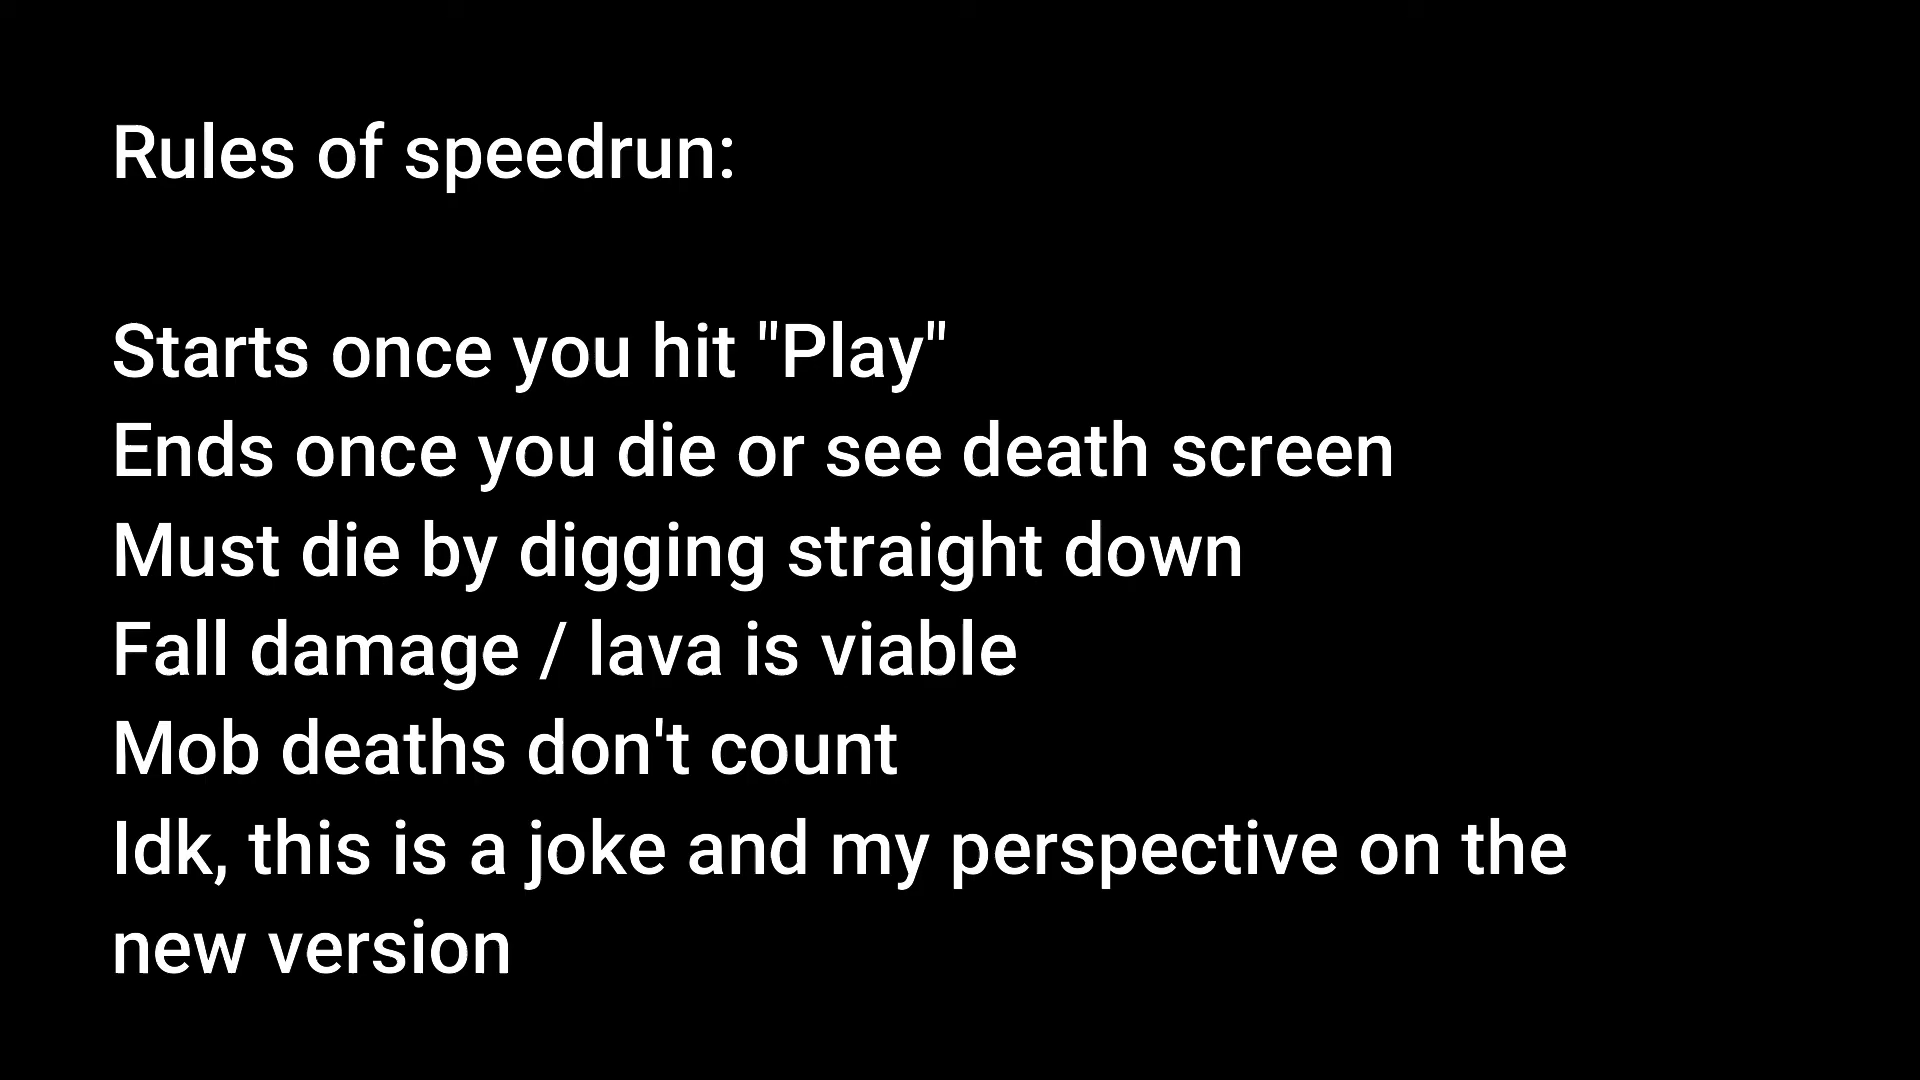 Rules of speedrun:
Starts once you hit "Play"
Ends once you die or see death screen
Must die by digging straight down
Fall damage / lava is viable
Mob deaths don't count
Idk, this is a joke and my perspective on the
new version